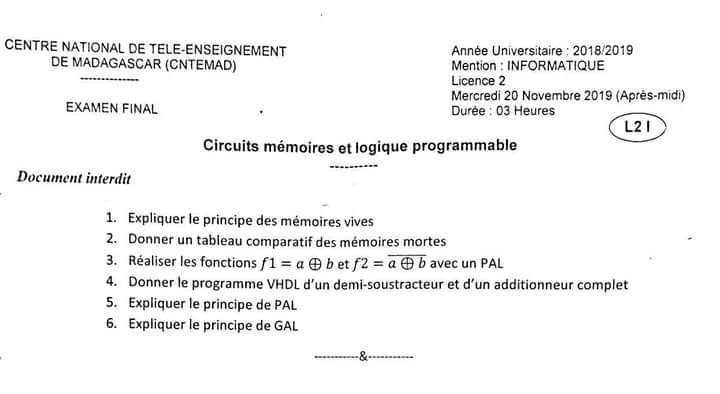 CENTRE NATIONAL DE TELE-ENSEIGNEMENT
DE MADAGASCAR (CNTEMAD)
--------------
EXAMEN FINAL
Année Universitaire : 2018/2019
Mention : INFORMATIQUE
Licence 2
Mercredi 20 Novembre 2019 (Après-midi)
Durée : 03 Heures
L2 I
Circuits mémoires et logique programmable
-----------
Document interdit
1. Expliquer le principe des mémoires vives
2. Donner un tableau comparatif des mémoires mortes
3. Réaliser les fonctions f1 = a ⊕ b et f2 = \overline{a ⊕ b} avec un PAL
4. Donner le programme VHDL d'un demi-soustracteur et d'un additionneur complet
5. Expliquer le principe de PAL
6. Expliquer le principe de GAL
-----------&-----------